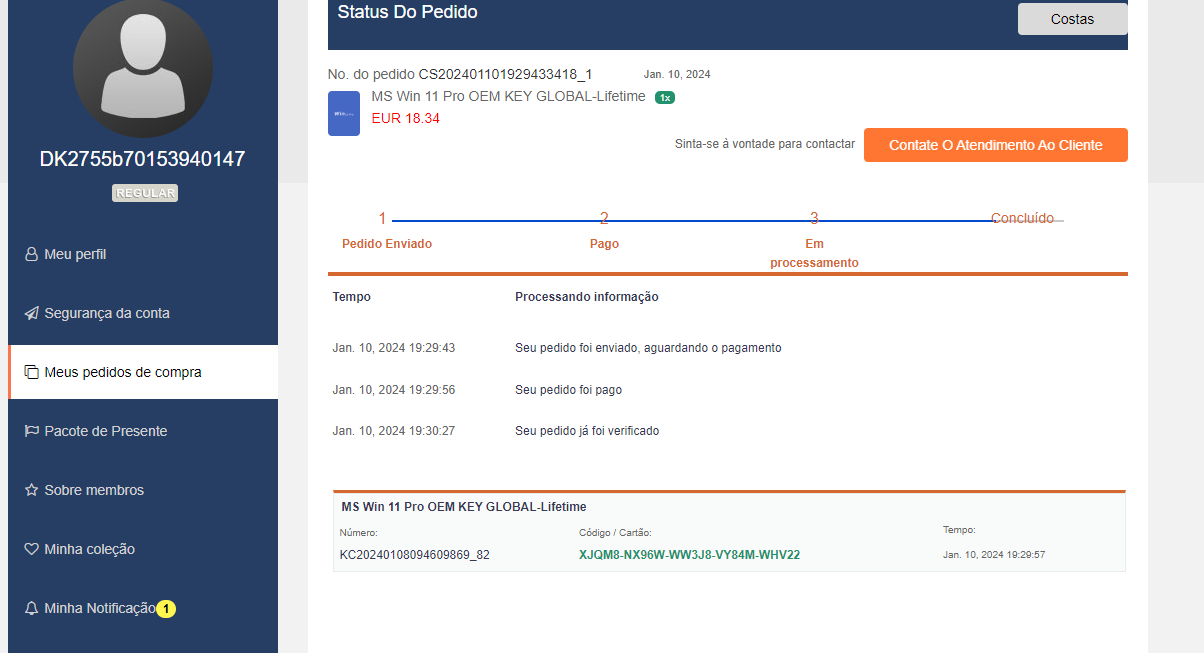 Status Do Pedido
Costas
No. do pedido CS202401101929433418_1 Jan. 10, 2024
MS Win 11 Pro OEM KEY GLOBAL-Lifetime 1x
EUR 18.34
Sinta-se à vontade para contactar Contate O Atendimento Ao Cliente
DK2755b70153940147
REGULAR
Meu perfil
Segurança da conta
Meus pedidos de compra
Pacote de Presente
Sobre membros
Minha coleção
Minha Notificação 1
1 2 3 Concluído
Pedido Enviado Pago Em
processamento
Tempo Processando informação
Jan. 10, 2024 19:29:43 Seu pedido foi enviado, aguardando o pagamento
Jan. 10, 2024 19:29:56 Seu pedido foi pago
Jan. 10, 2024 19:30:27 Seu pedido já foi verificado
MS Win 11 Pro OEM KEY GLOBAL-Lifetime
Número: Código / Cartão: Tempo:
KC20240108094609869_82 XJQM8-NX96W-WW3J8-VY84M-WHV22 Jan. 10, 2024 19:29:57